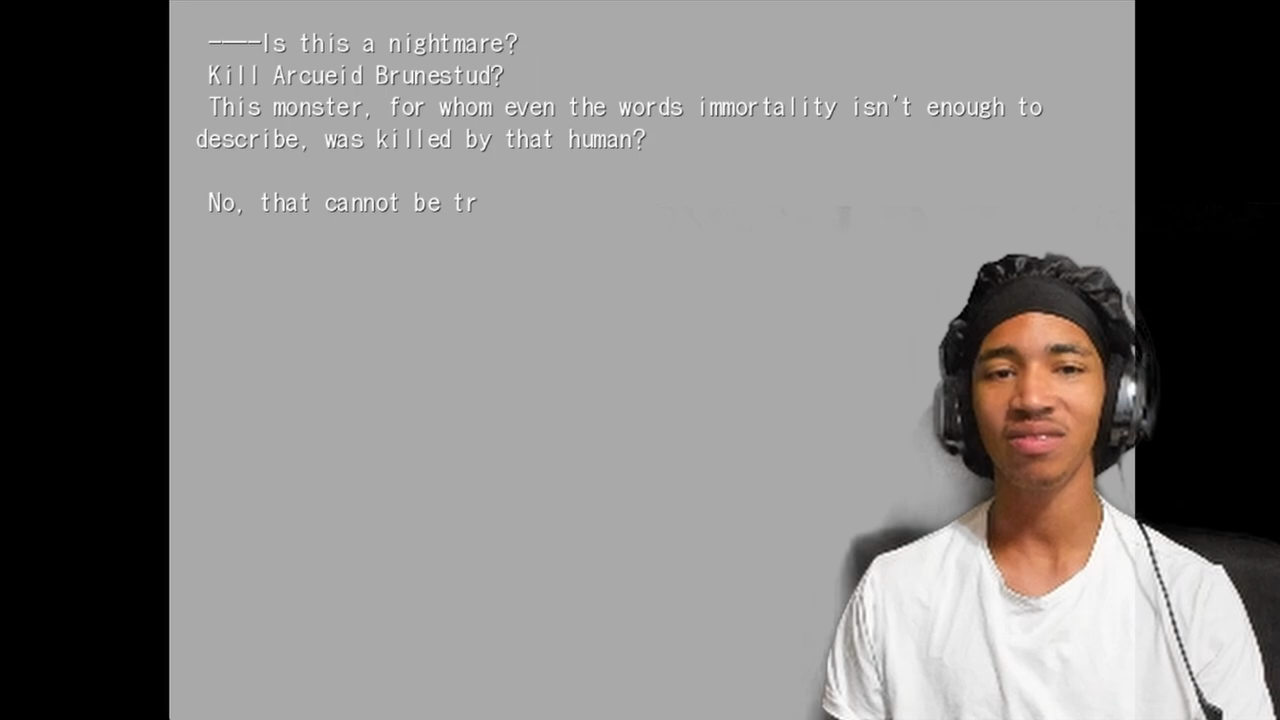 ―――Is this a nightmare?
Kill Arcueid Brunestud?
This monster, for whom even the words immortality isn't enough to
describe, was killed by that human?
No, that cannot be tr